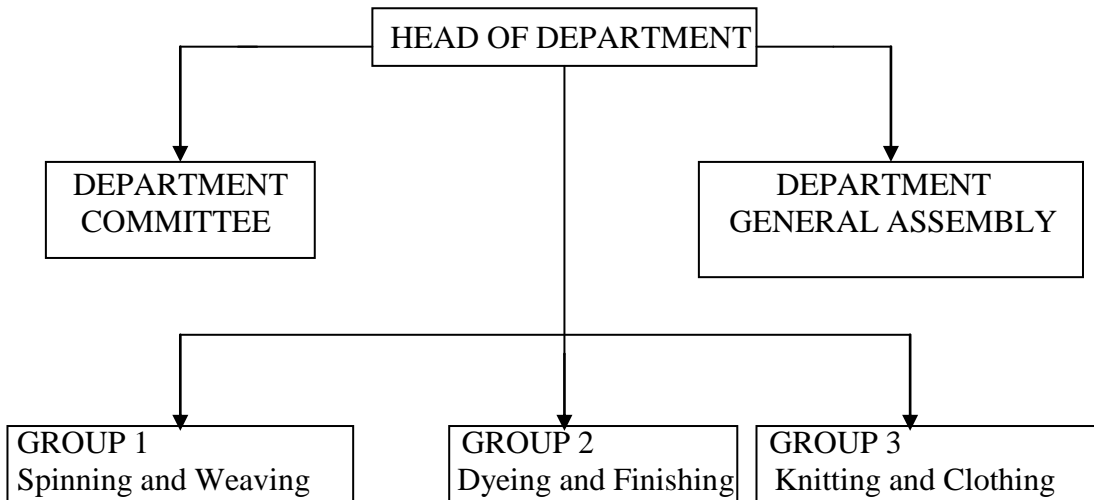 HEAD OF DEPARTMENT
DEPARTMENT
COMMITTEE
DEPARTMENT
GENERAL ASSEMBLY
GROUP 1
Spinning and Weaving
GROUP 2
Dyeing and Finishing
GROUP 3
Knitting and Clothing